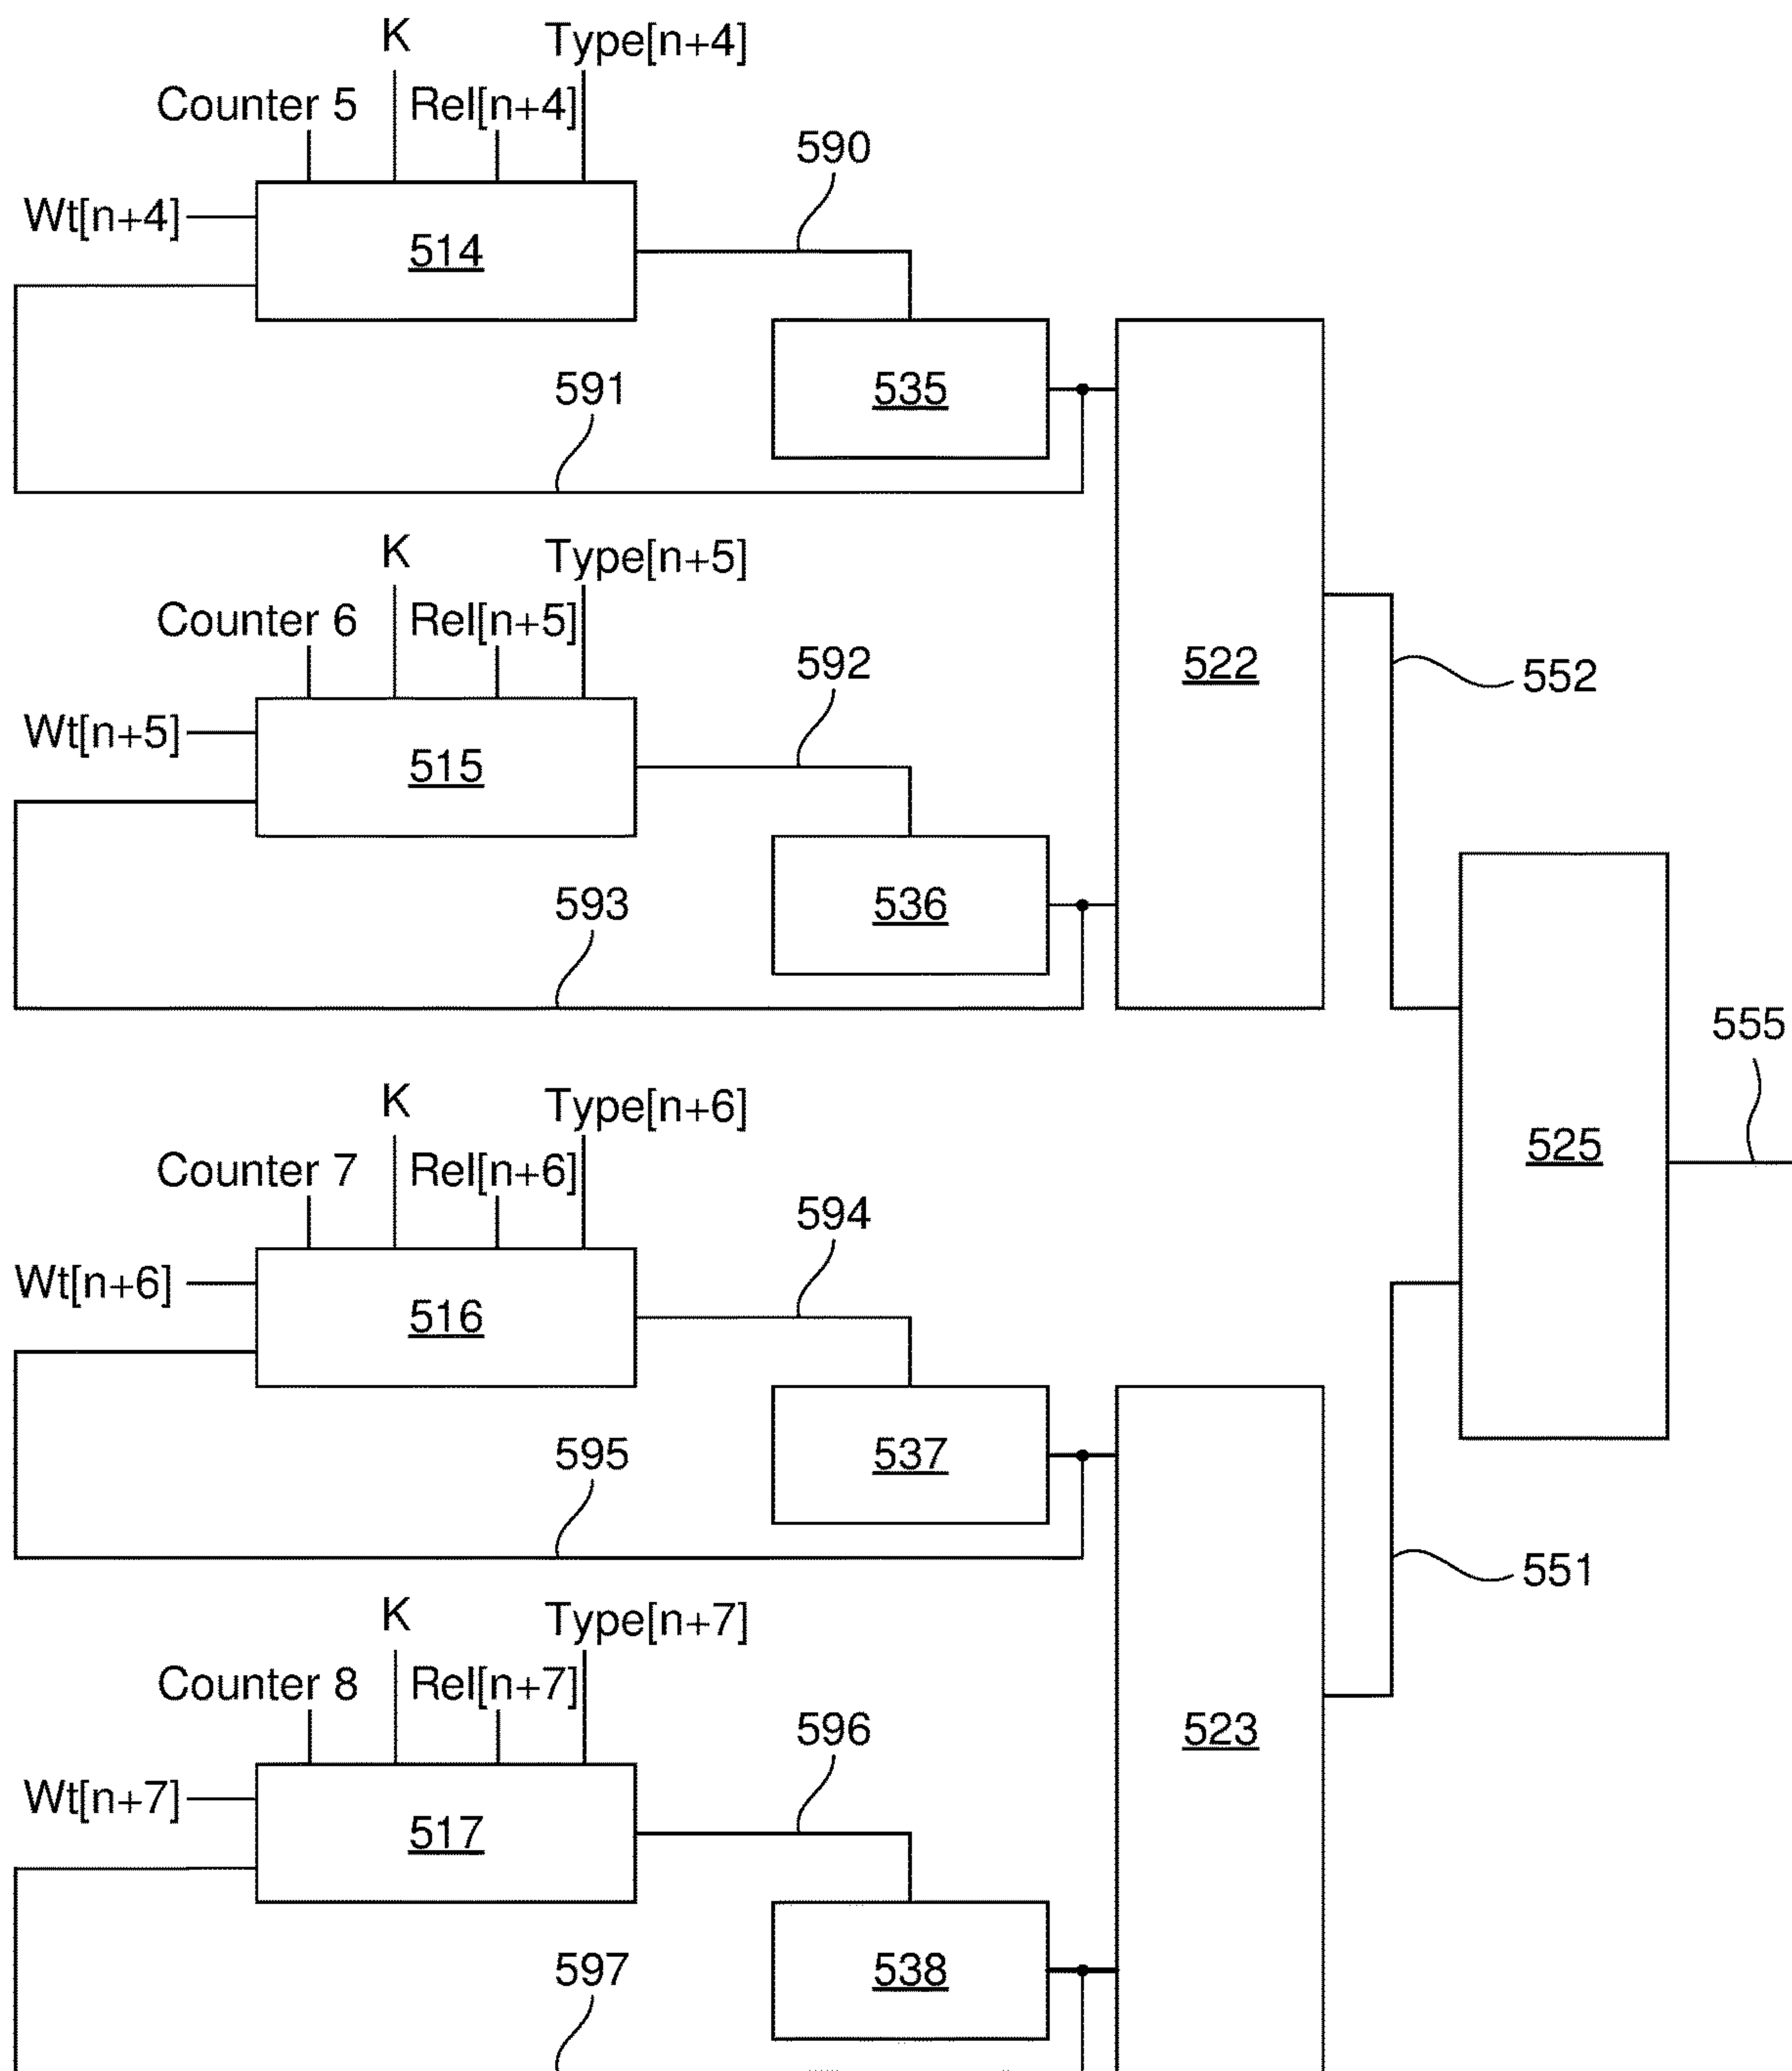 K
Type[n+4]
Counter 5
Rel[n+4]
590
Wt[n+4]
514
535
591
K
Type[n+5]
Counter 6
Rel[n+5]
592
522
552
Wt[n+5]
515
536
593
555
K
Type[n+6]
Counter 7
Rel[n+6]
525
594
Wt[n+6]
516
537
595
551
K
Type[n+7]
Counter 8
Rel[n+7]
596
523
Wt[n+7]
517
538
597